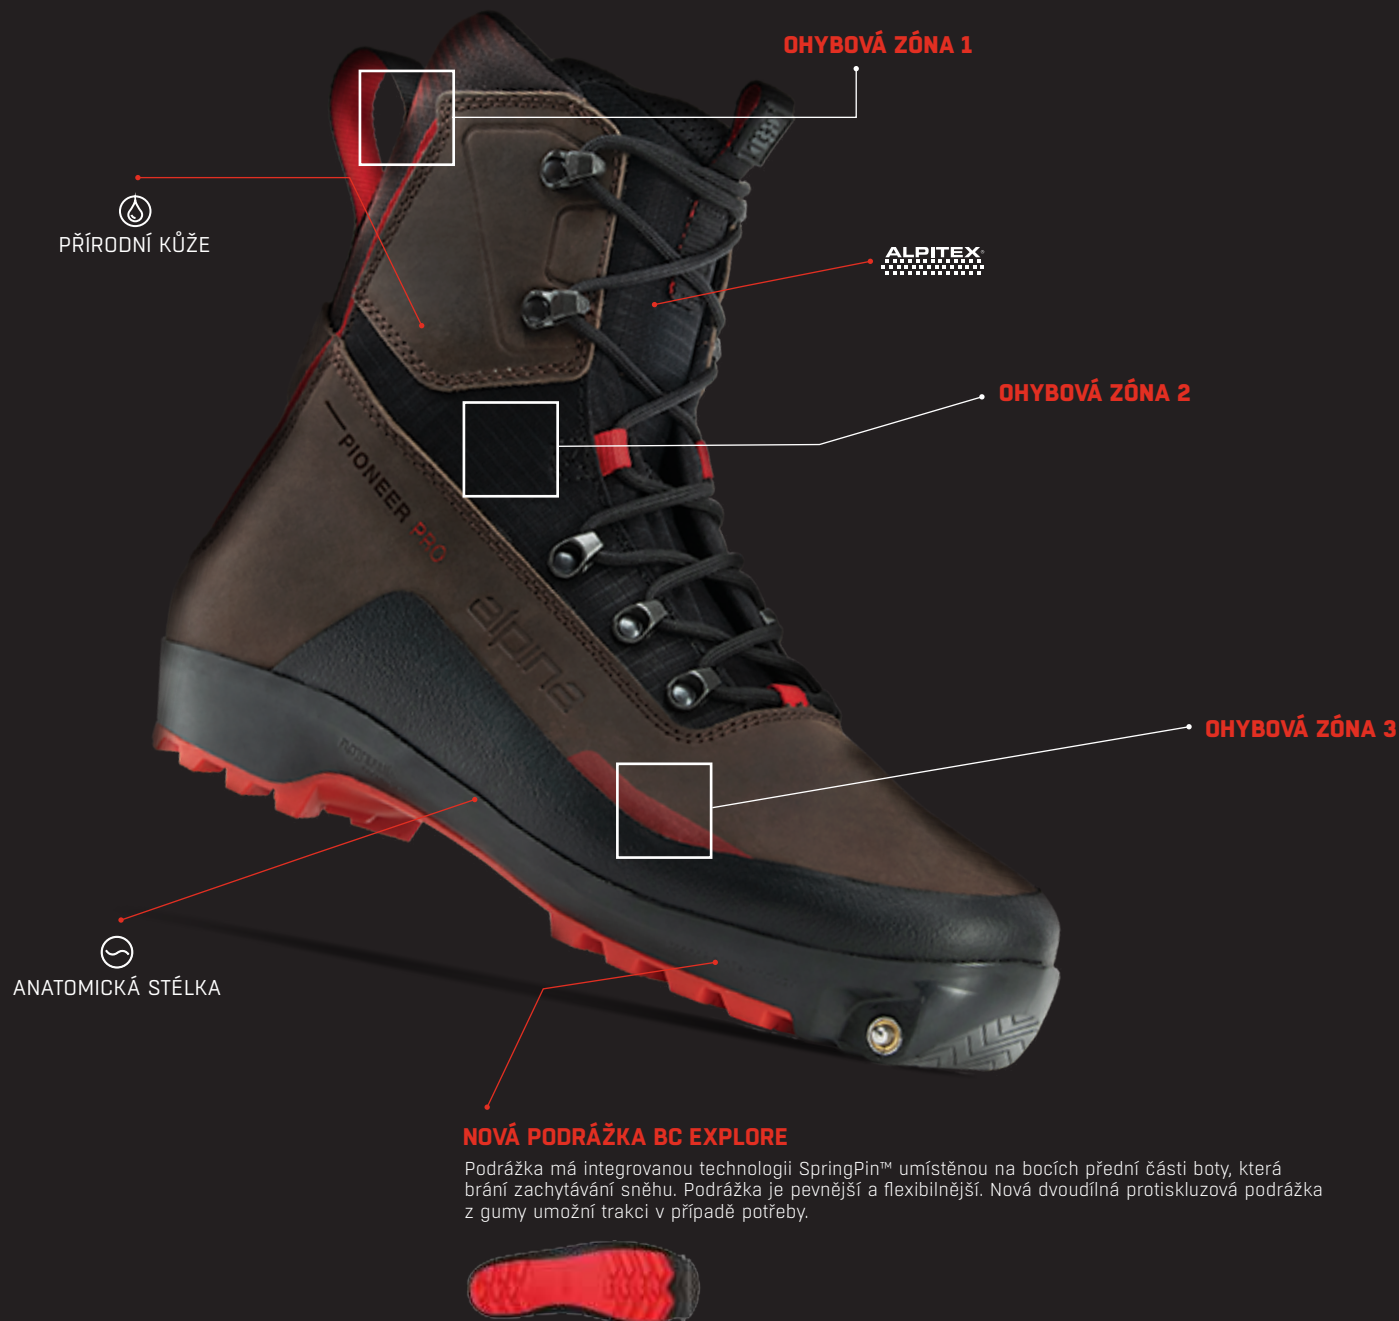 OHYBOVÁ ZÓNA 1
PŘÍRODNÍ KŮŽE
ALPITEX®
OHYBOVÁ ZÓNA 2
PIONEER PRO
alpina
OHYBOVÁ ZÓNA 3
ANATOMICKÁ STÉLKA
NOVÁ PODRÁŽKA BC EXPLORE
Podrážka má integrovanou technologii SpringPin™ umístěnou na bocích přední části boty, která
brání zachytávání sněhu. Podrážka je pevnější a flexibilnější. Nová dvoudílná protiskluzová podrážka
z gumy umožní trakci v případě potřeby.